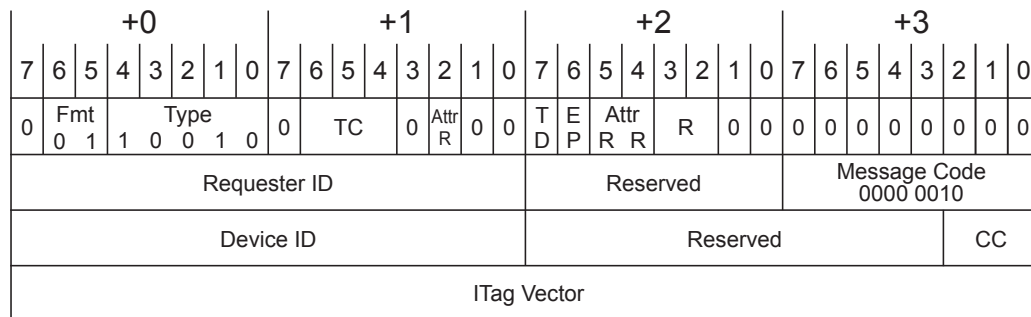 +0 +1 +2 +3
7 6 5 4 3 2 1 0 7 6 5 4 3 2 1 0 7 6 5 4 3 2 1 0 7 6 5 4 3 2 1 0
0 Fmt Type 0 TC 0 Attr 0 0 T E Attr R 0 0 0 0 0 0 0 0 0 0
0 1 1 0 0 1 0 R D P R R
Requester ID Reserved Message Code
0000 0010
Device ID Reserved CC
ITag Vector